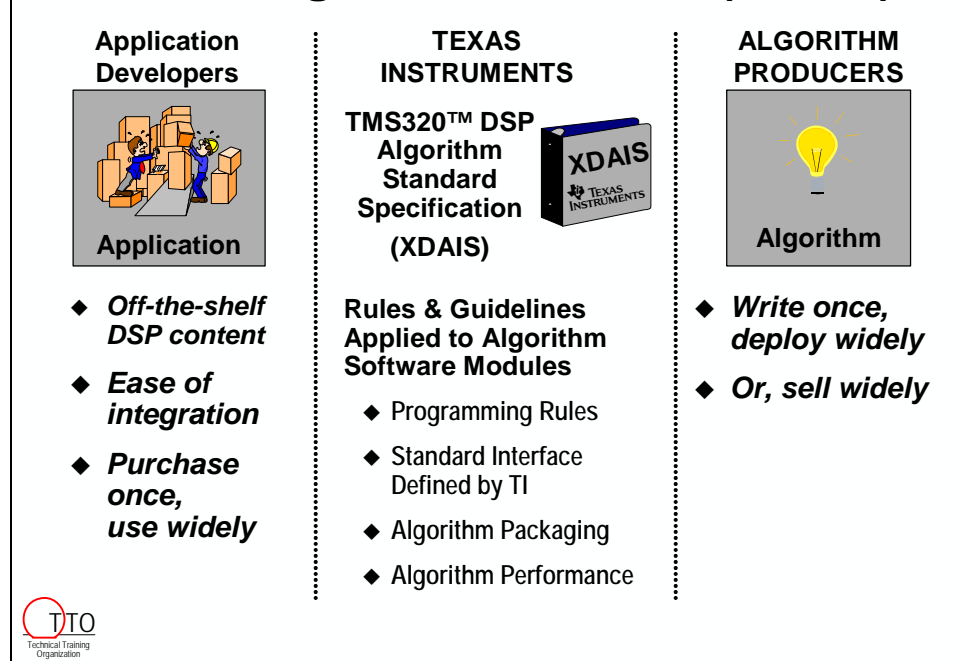 Application
Developers
Application
Off-the-shelf
DSP content
Ease of
integration
Purchase
once,
use widely
TEXAS
INSTRUMENTS
TMS320™ DSP
Algorithm
Standard
Specification
(XDAIS)
XDAIS
TEXAS
INSTRUMENTS
Rules & Guidelines
Applied to Algorithm
Software Modules
Programming Rules
Standard Interface
Defined by TI
Algorithm Packaging
Algorithm Performance
ALGORITHM
PRODUCERS
Algorithm
Write once,
deploy widely
Or, sell widely
TTO
Technical Training
Organization